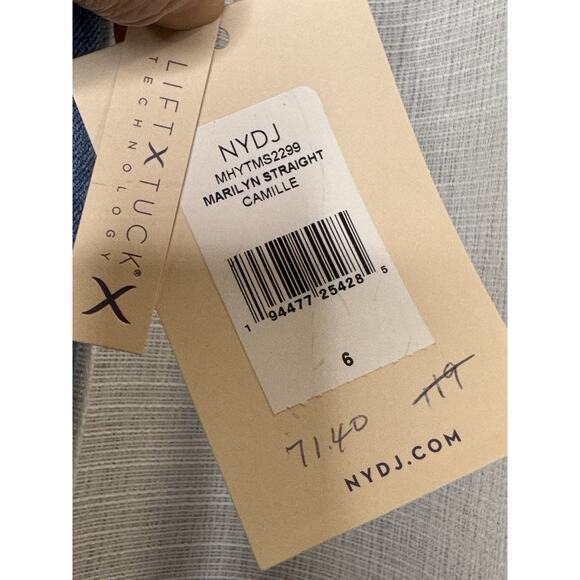 LIFT X TUCK®
TECHNOLOGY
X
NYDJ
MHYTMS2299
MARILYN STRAIGHT
CAMILLE
1 94477 25428 5
6
71.40 119
NYDJ.COM